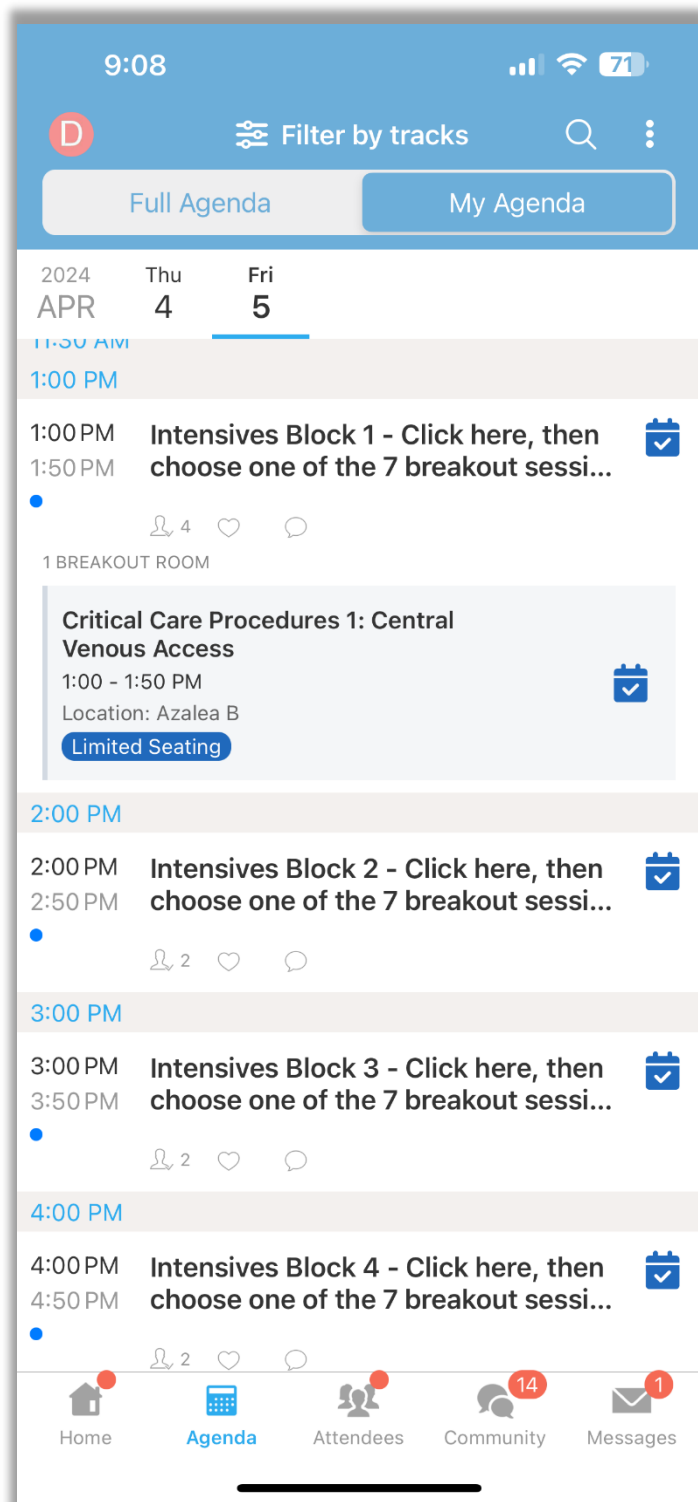 9:08
71
D
Filter by tracks
Full Agenda
My Agenda
2024
APR
Thu
4
Fri
5
11:30 AM
1:00 PM
1:00 PM
1:50 PM
Intensives Block 1 - Click here, then
choose one of the 7 breakout sessi...
4
1 BREAKOUT ROOM
Critical Care Procedures 1: Central
Venous Access
1:00 - 1:50 PM
Location: Azalea B
Limited Seating
2:00 PM
2:00 PM
2:50 PM
Intensives Block 2 - Click here, then
choose one of the 7 breakout sessi...
2
3:00 PM
3:00 PM
3:50 PM
Intensives Block 3 - Click here, then
choose one of the 7 breakout sessi...
2
4:00 PM
4:00 PM
4:50 PM
Intensives Block 4 - Click here, then
choose one of the 7 breakout sessi...
2
14
1
Home
Agenda
Attendees
Community
Messages